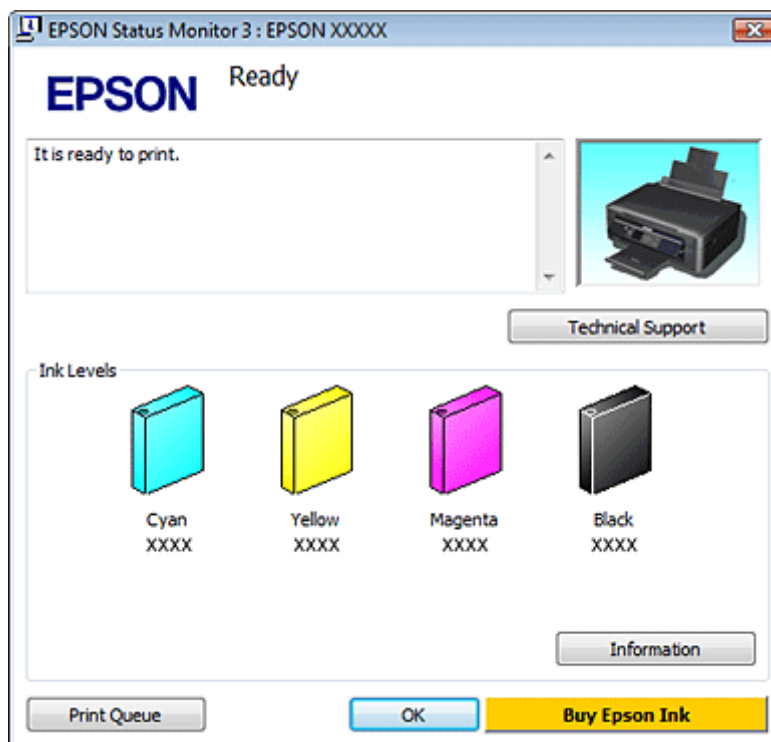 EPSON Status Monitor 3 : EPSON XXXXX
EPSON
Ready
It is ready to print.
Technical Support
Ink Levels
Cyan Yellow Magenta Black
XXXX XXXX XXXX XXXX
Information
Print Queue OK Buy Epson Ink